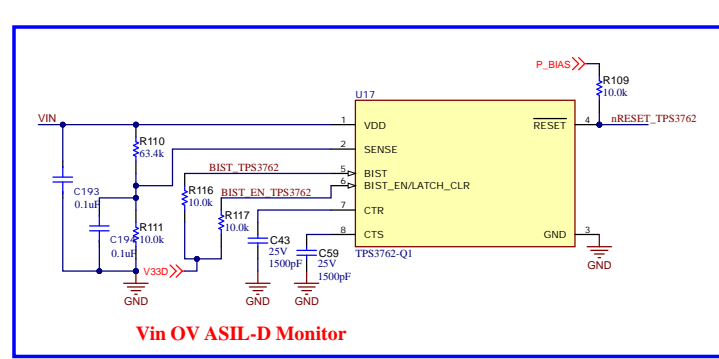 P_BIAS
R109
10.0k
U17
VIN
1
VDD
RESET
4
nRESET_TPS3762
R110
63.4k
2
SENSE
BIST_TPS3762
5
BIST
R116
10.0k
BIST_EN_TPS3762
6
BIST_EN/LATCH_CLR
C193
0.1uF
R117
10.0k
7
CTR
R111
10.0k
C194
0.1uF
C43
25V
1500pF
8
CTS
GND
3
C59
25V
1500pF
TPS3762-Q1
GND
V33D
GND
GND
GND
Vin OV ASIL-D Monitor